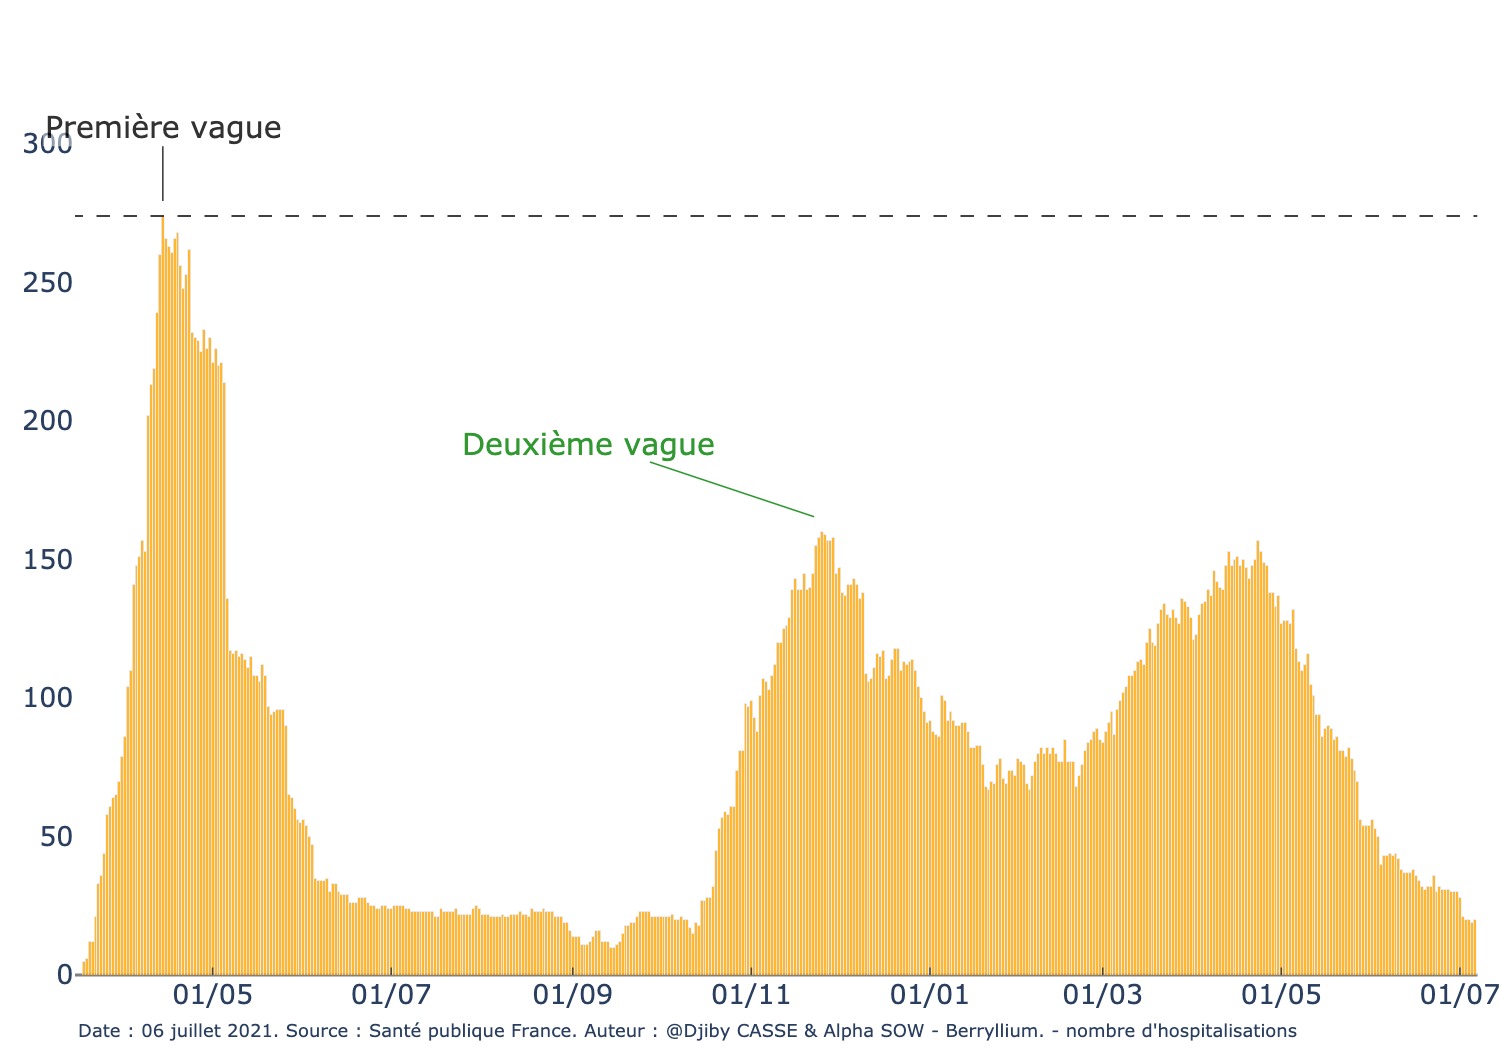 Première vague
300
250
200
Deuxième vague
150
100
50
0
01/05 01/07 01/09 01/11 01/01 01/03 01/05 01/07
Date : 06 juillet 2021. Source : Santé publique France. Auteur : @Djiby CASSE & Alpha SOW - Berryllium. - nombre d'hospitalisations